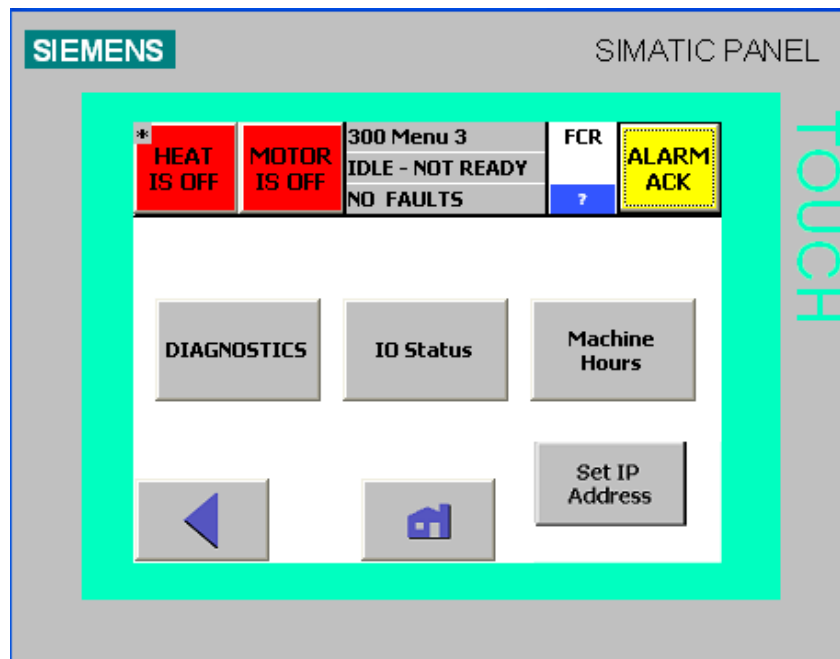 SIEMENS
SIMATIC PANEL
TOUCH
*
HEAT
IS OFF
MOTOR
IS OFF
300 Menu 3
IDLE - NOT READY
NO FAULTS
FCR
?
ALARM
ACK
DIAGNOSTICS
IO Status
Machine
Hours
Set IP
Address